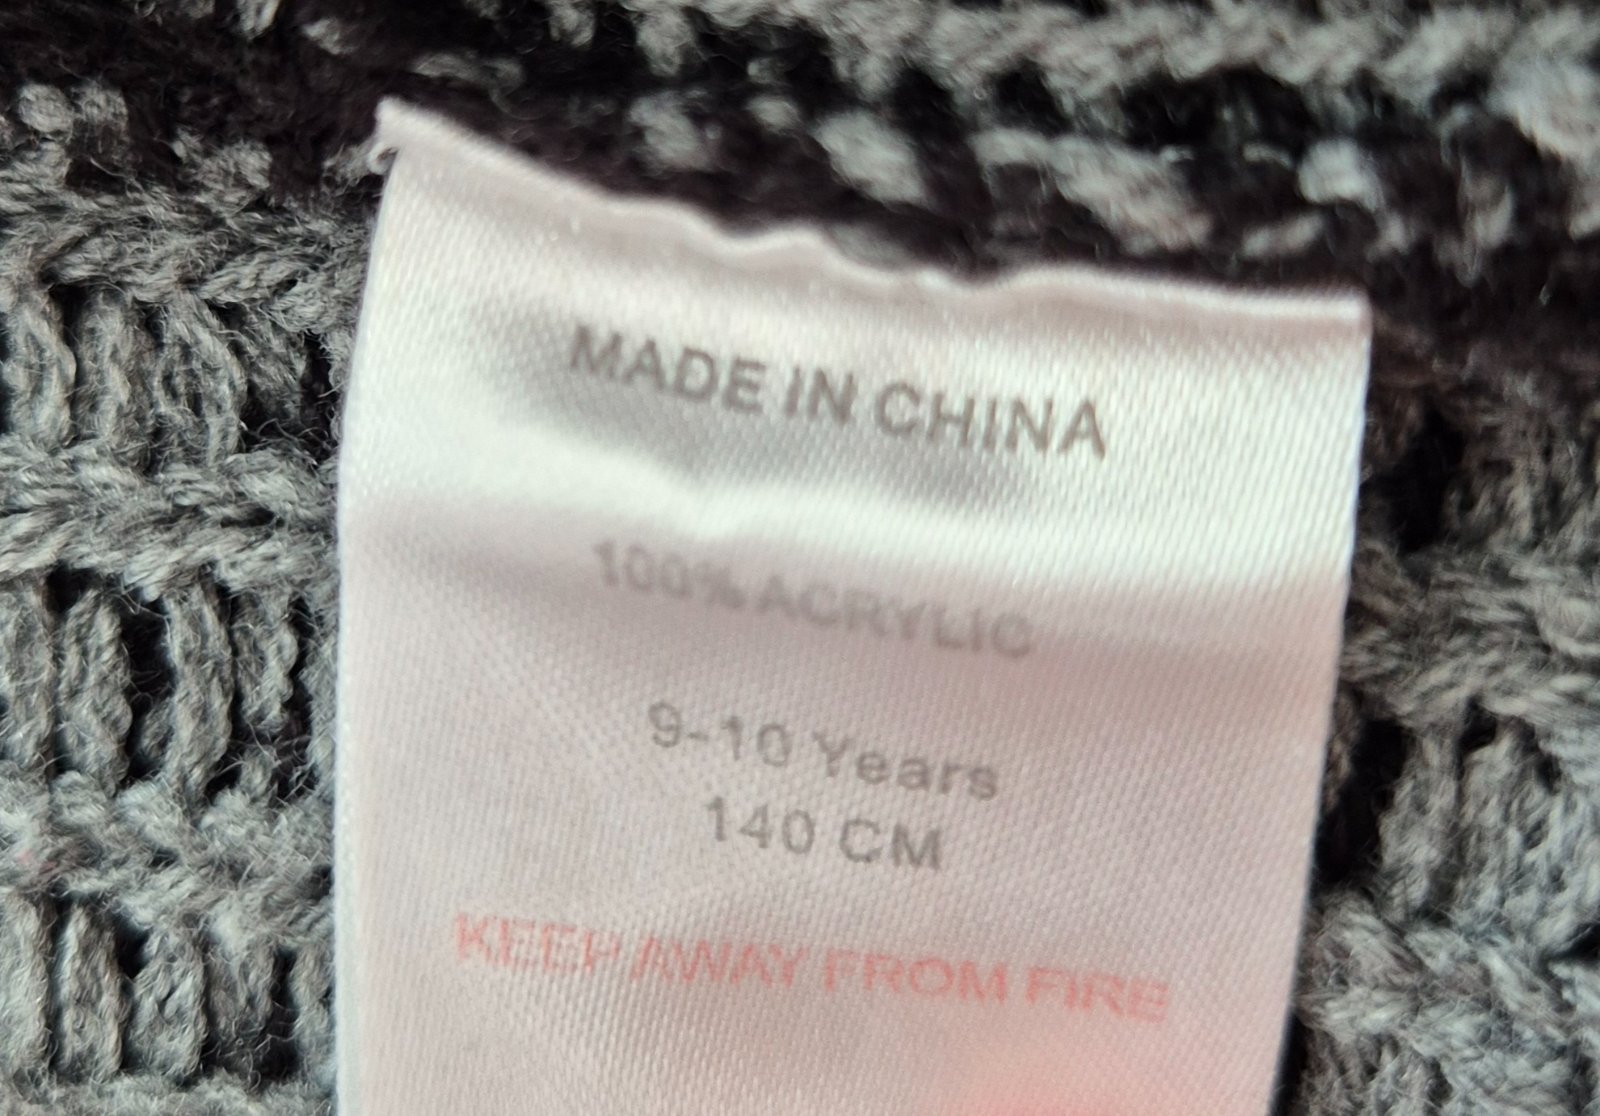 MADE IN CHINA
100% ACRYLIC
9-10 Years
140 CM
KEEP AWAY FROM FIRE